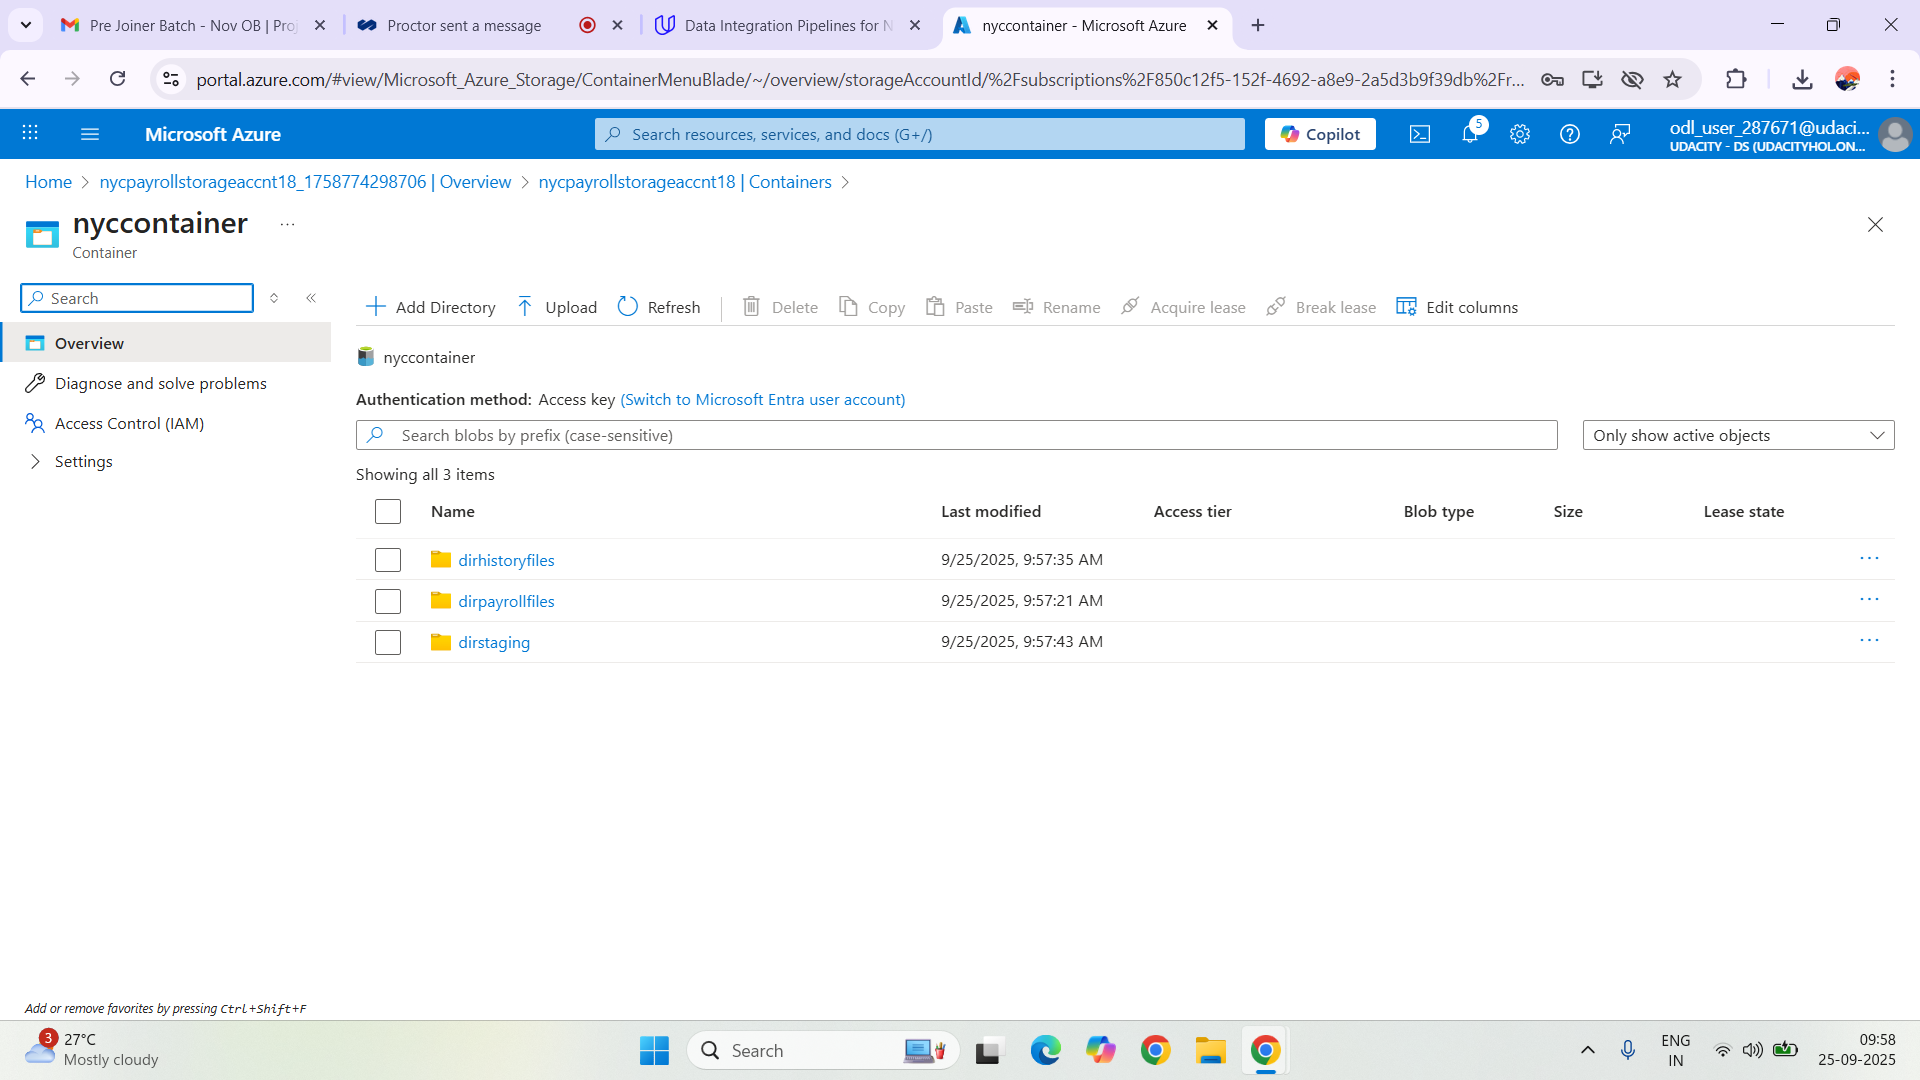 Pre Joiner Batch - Nov OB | Proj
Proctor sent a message
Data Integration Pipelines for N
nyccontainer - Microsoft Azure
portal.azure.com/#view/Microsoft_Azure_Storage/ContainerMenuBlade/~/overview/storageAccountId/%2Fsubscriptions%2F850c12f5-152f-4692-a8e9-2a5d3b9f39db%2Fr...
Microsoft Azure
Search resources, services, and docs (G+/)
Copilot
5
odl_user_287671@udaci...
UDACITY - DS (UDACITYHOL.ON...
Home > nycpayrollstorageaccnt18_1758774298706 | Overview > nycpayrollstorageaccnt18 | Containers >
nyccontainer ...
Container
Search
Overview
Diagnose and solve problems
Access Control (IAM)
Settings
Add Directory Upload Refresh Delete Copy Paste Rename Acquire lease Break lease Edit columns
nyccontainer
Authentication method: Access key (Switch to Microsoft Entra user account)
Search blobs by prefix (case-sensitive)
Only show active objects
Showing all 3 items
Name Last modified Access tier Blob type Size Lease state
dirhistoryfiles 9/25/2025, 9:57:35 AM ...
dirpayrollfiles 9/25/2025, 9:57:21 AM ...
dirstaging 9/25/2025, 9:57:43 AM ...
Add or remove favorites by pressing Ctrl+Shift+F
3
27°C
Mostly cloudy
Search
ENG
IN
09:58
25-09-2025